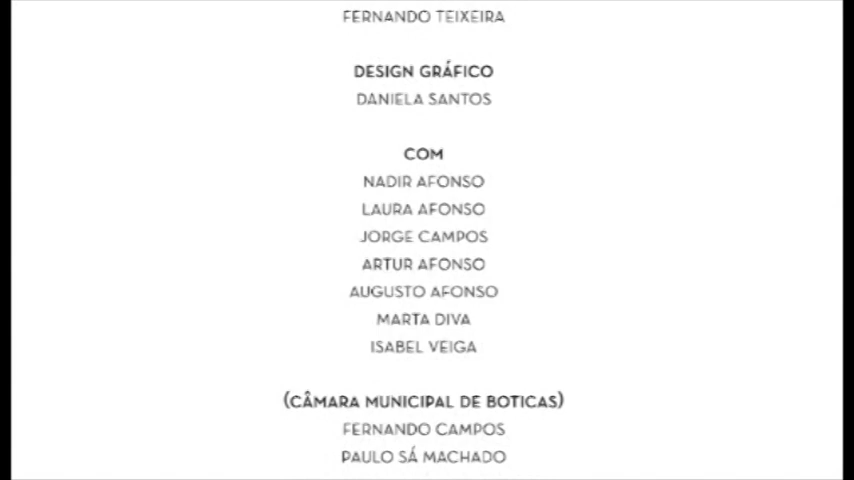 FERNANDO TEIXEIRA
DESIGN GRÁFICO
DANIELA SANTOS
COM
NADIR AFONSO
LAURA AFONSO
JORGE CAMPOS
ARTUR AFONSO
AUGUSTO AFONSO
MARTA DIVA
ISABEL VEIGA
(CÂMARA MUNICIPAL DE BOTICAS)
FERNANDO CAMPOS
PAULO SÁ MACHADO